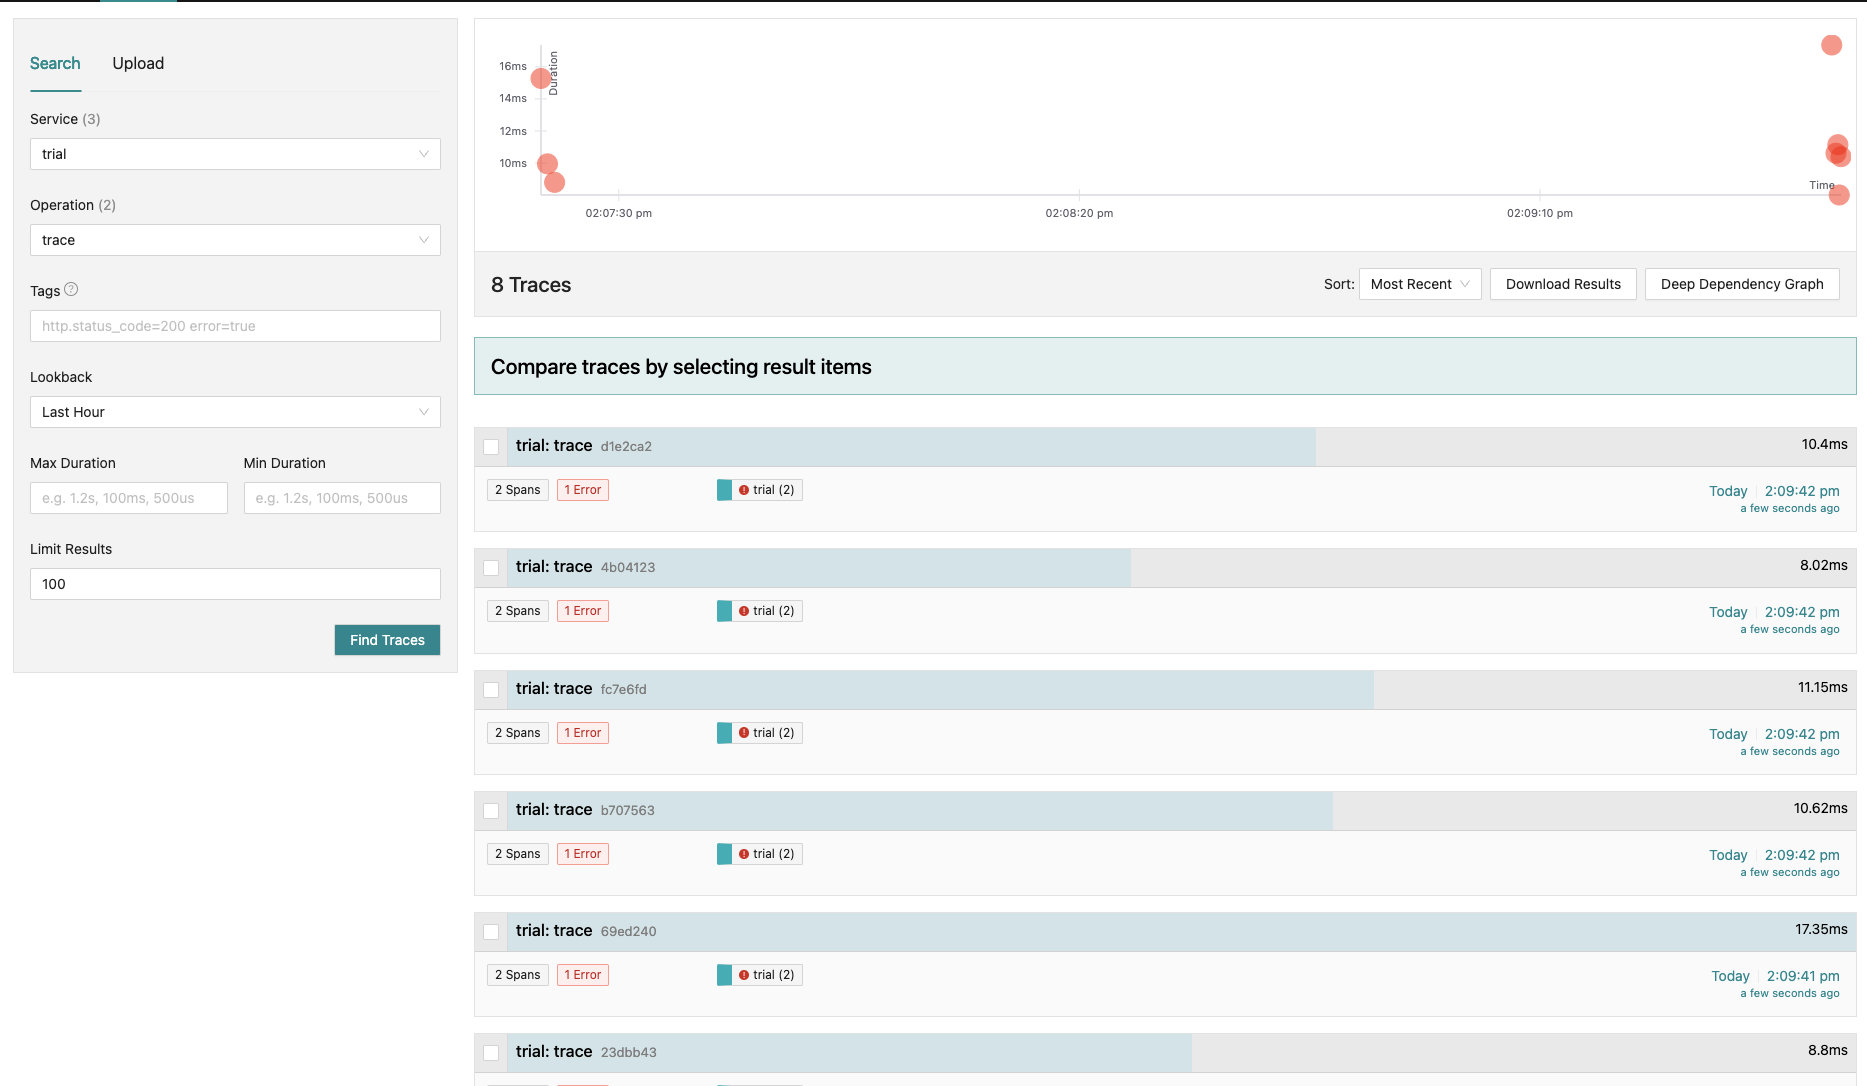 Search Upload
Service (3)
trial
Operation (2)
trace
Tags ?
http.status_code=200 error=true
Lookback
Last Hour
Max Duration Min Duration
e.g. 1.2s, 100ms, 500us e.g. 1.2s, 100ms, 500us
Limit Results
100
Find Traces
Duration
16ms
14ms
12ms
10ms
Time
02:07:30 pm 02:08:20 pm 02:09:10 pm
8 Traces Sort: Most Recent Download Results Deep Dependency Graph
Compare traces by selecting result items
trial: trace d1e2ca2 10.4ms
2 Spans 1 Error trial (2) Today 2:09:42 pm
a few seconds ago
trial: trace 4b04123 8.02ms
2 Spans 1 Error trial (2) Today 2:09:42 pm
a few seconds ago
trial: trace fc7e6fd 11.15ms
2 Spans 1 Error trial (2) Today 2:09:42 pm
a few seconds ago
trial: trace b707563 10.62ms
2 Spans 1 Error trial (2) Today 2:09:42 pm
a few seconds ago
trial: trace 69ed240 17.35ms
2 Spans 1 Error trial (2) Today 2:09:41 pm
a few seconds ago
trial: trace 23dbb43 8.8ms